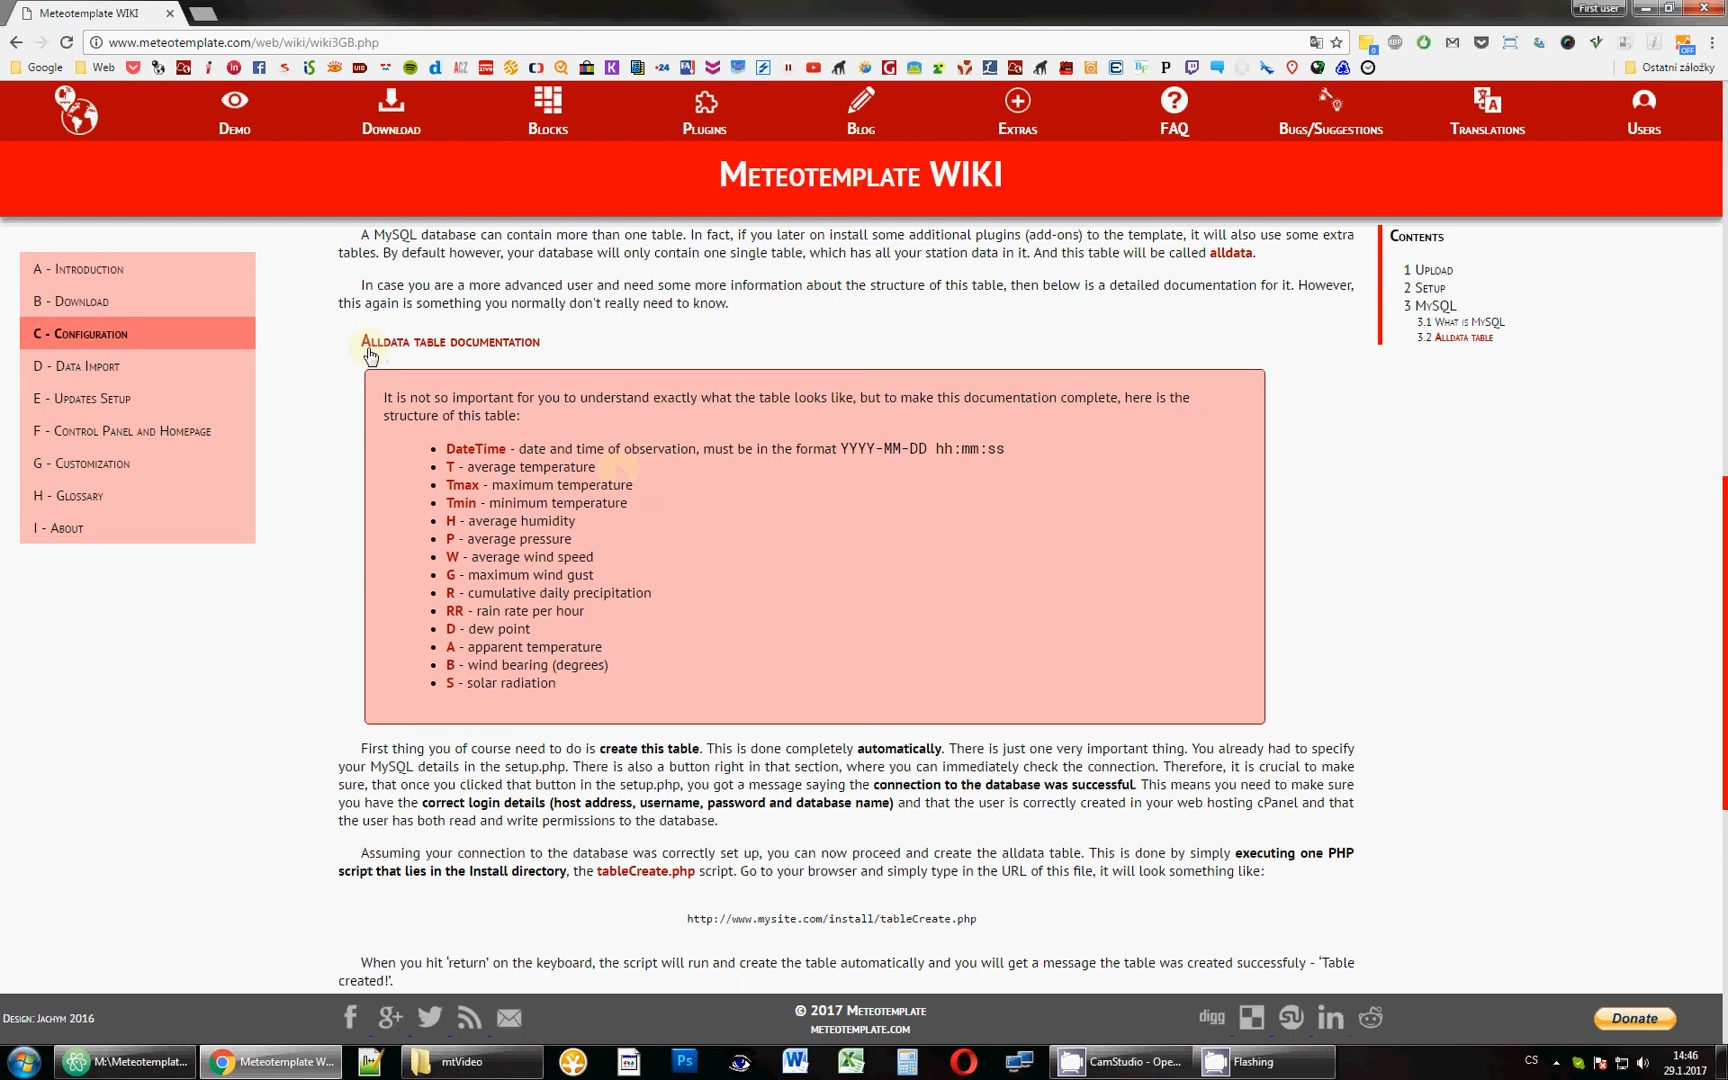 Meteotemplate WIKI
First user
www.meteotemplate.com/web/wiki/wiki3GB.php
Google
Web
Ostatní záložky
Demo
Download
Blocks
Plugins
Blog
Extras
FAQ
Bugs/Suggestions
Translations
Users
Meteotemplate WIKI
A - Introduction
B - Download
C - Configuration
D - Data Import
E - Updates Setup
F - Control Panel and Homepage
G - Customization
H - Glossary
I - About
A MySQL database can contain more than one table. In fact, if you later on install some additional plugins (add-ons) to the template, it will also use some extra
tables. By default however, your database will only contain one single table, which has all your station data in it. And this table will be called alldata.
In case you are a more advanced user and need some more information about the structure of this table, then below is a detailed documentation for it. However,
this again is something you normally don't really need to know.
Alldata table documentation
It is not so important for you to understand exactly what the table looks like, but to make this documentation complete, here is the
structure of this table:
• DateTime - date and time of observation, must be in the format YYYY-MM-DD hh:mm:ss
• T - average temperature
• Tmax - maximum temperature
• Tmin - minimum temperature
• H - average humidity
• P - average pressure
• W - average wind speed
• G - maximum wind gust
• R - cumulative daily precipitation
• RR - rain rate per hour
• D - dew point
• A - apparent temperature
• B - wind bearing (degrees)
• S - solar radiation
First thing you of course need to do is create this table. This is done completely automatically. There is just one very important thing. You already had to specify
your MySQL details in the setup.php. There is also a button right in that section, where you can immediately check the connection. Therefore, it is crucial to make
sure, that once you clicked that button in the setup.php, you got a message saying the connection to the database was successful. This means you need to make sure
you have the correct login details (host address, username, password and database name) and that the user is correctly created in your web hosting cPanel and that
the user has both read and write permissions to the database.
Assuming your connection to the database was correctly set up, you can now proceed and create the alldata table. This is done by simply executing one PHP
script that lies in the Install directory, the tableCreate.php script. Go to your browser and simply type in the URL of this file, it will look something like:
http://www.mysite.com/install/tableCreate.php
When you hit ‘return’ on the keyboard, the script will run and create the table automatically and you will get a message the table was created successfuly - ‘Table
created!’.
Contents
1 Upload
2 Setup
3 MySQL
3.1 What is MySQL
3.2 Alldata table
Design: Jachym 2016
© 2017 Meteotemplate
meteotemplate.com
digg
Donate
M:\Meteotemplat...
Meteotemplate W...
mtVideo
CamStudio - Ope...
Flashing
CS
14:46
29.1.2017